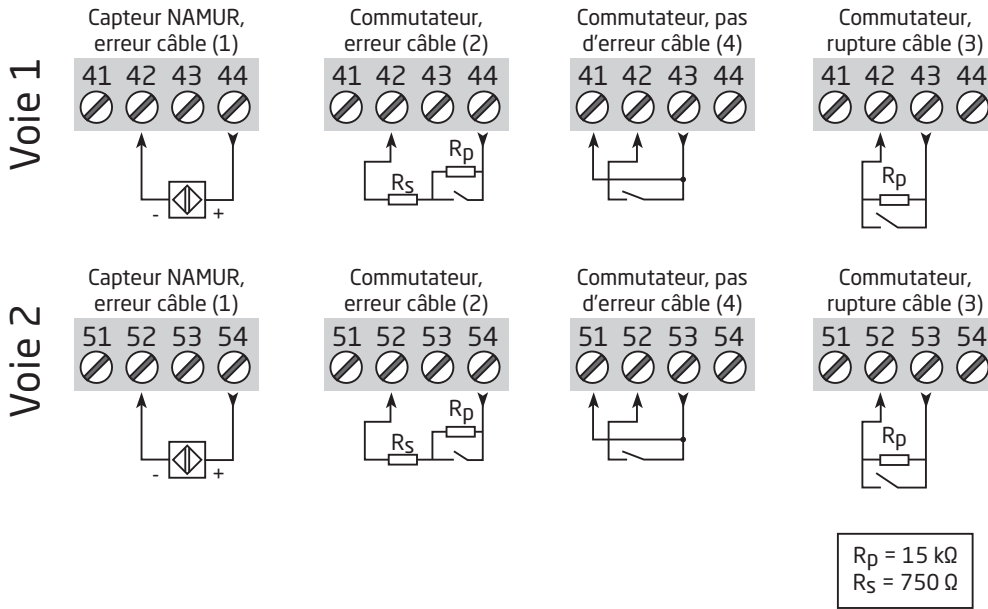 Voie 1
Capteur NAMUR,
erreur câble (1)
41 42 43 44
- +
Commutateur,
erreur câble (2)
41 42 43 44
Rp
Rs
Commutateur, pas
d'erreur câble (4)
41 42 43 44
Commutateur,
rupture câble (3)
41 42 43 44
Rp
Voie 2
Capteur NAMUR,
erreur câble (1)
51 52 53 54
- +
Commutateur,
erreur câble (2)
51 52 53 54
Rp
Rs
Commutateur, pas
d'erreur câble (4)
51 52 53 54
Commutateur,
rupture câble (3)
51 52 53 54
Rp
Rp = 15 kΩ
Rs = 750 Ω